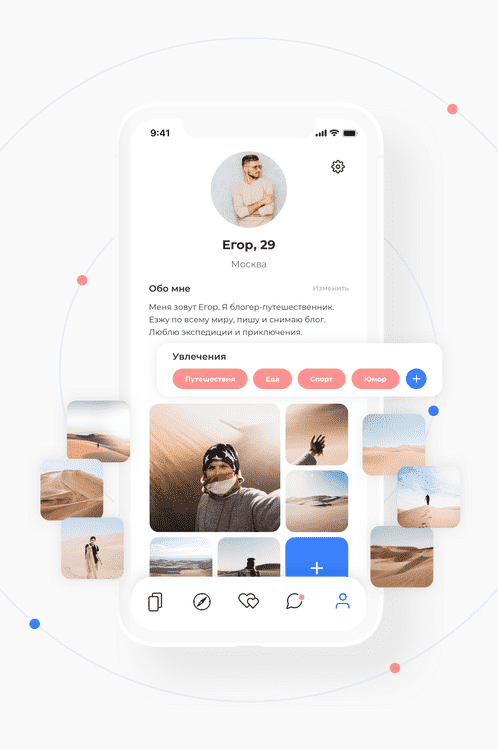 9:41
Егор, 29
Москва
Обо мне
Изменить
Меня зовут Егор. Я блогер-путешественник.
Езжу по всему миру, пишу и снимаю блог.
Люблю экспедиции и приключения.
Увлечения
Путешествия Еда Спорт Юмор